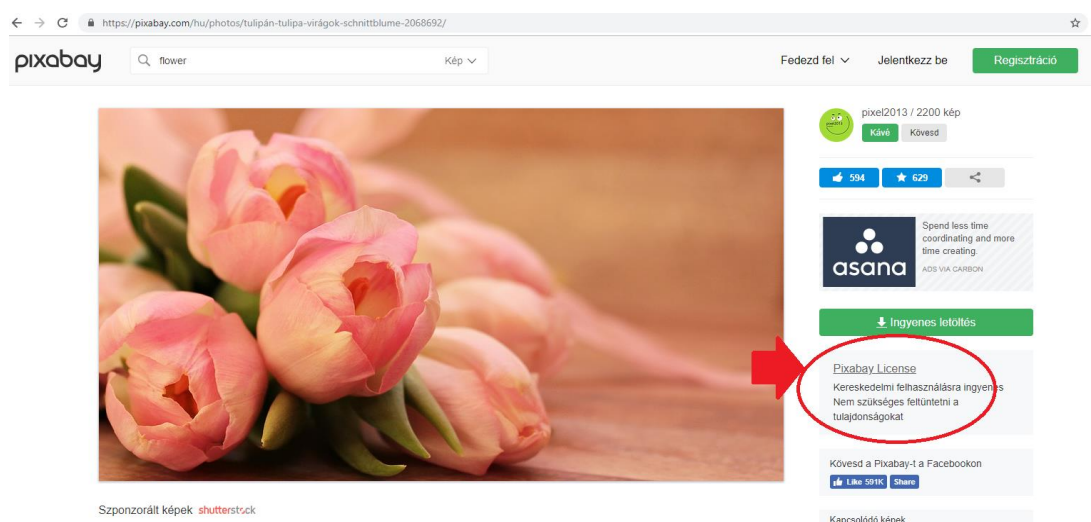 https://pixabay.com/hu/photos/tulipán-tulipa-virágok-schnittblume-2068692/
pixabay
flower
Kép
Fedezd fel
Jelentkezz be
Regisztráció
pixel2013 / 2200 kép
Kávé
Kövesd
594
629
asana
Spend less time
coordinating and more
time creating.
ADS VIA CARBON
Ingyenes letöltés
Pixabay License
Kereskedelmi felhasználásra ingyenes
Nem szükséges feltüntetni a
tulajdonságokat
Kövesd a Pixabay-t a Facebookon
Like 591K
Share
Szponzorált képek shutterstock
Kapcsolódó képek